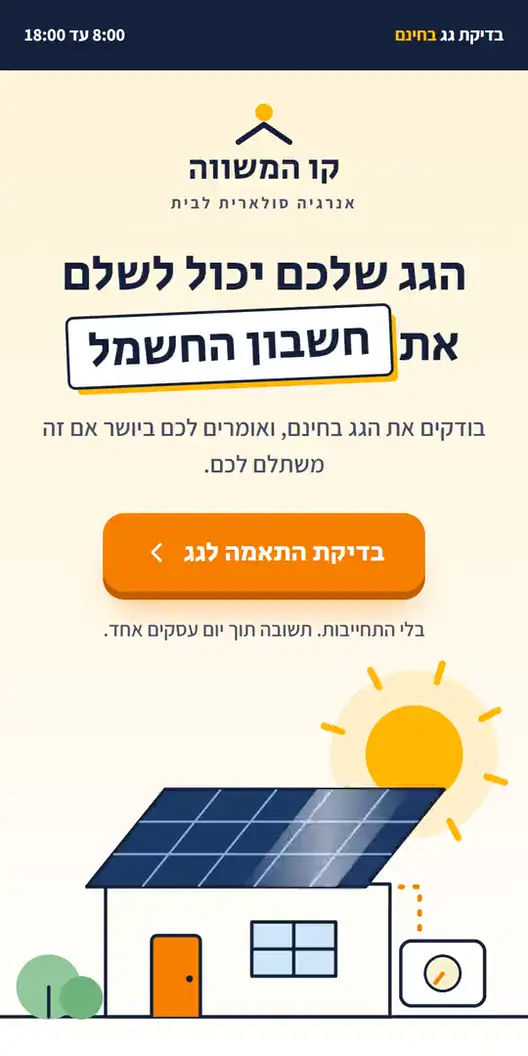 בדיקת גג בחינם
8:00 עד 18:00
קו המשווה
אנרגיה סולארית לבית
הגג שלכם יכול לשלם
את חשבון החשמל
בודקים את הגג בחינם, ואומרים לכם ביושר אם זה
משתלם לכם.
בדיקת התאמה לגג
בלי התחייבות. תשובה תוך יום עסקים אחד.